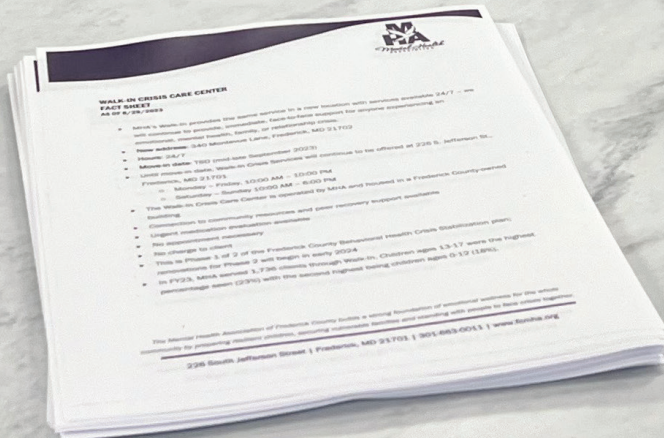 MHA
Mental Health
ASSOCIATION
WALK-IN CRISIS CARE CENTER
FACT SHEET
AS OF 8/29/2023
• MHA's Walk-In provides the same service in a new location with services available 24/7 – we
will continue to provide, immediate, face-to-face support for anyone experiencing an
emotional, mental health, family, or relationship crisis.
• New address: 340 Montevue Lane, Frederick, MD 21702
• Hours: 24/7
• Move-in date: TBD (mid-late September 2023)
• Until move-in date, Walk-In Crisis Services will continue to be offered at 226 S. Jefferson St.,
Frederick, MD 21701
o Monday – Friday, 10:00 AM – 10:00 PM
o Saturday – Sunday 10:00 AM – 6:00 PM
• The Walk-In Crisis Care Center is operated by MHA and housed in a Frederick County-owned
building
• Connection to community resources and peer recovery support available
• Urgent medication evaluation available
• No appointment necessary
• No charge to client
• This is Phase 1 of 2 of the Frederick County Behavioral Health Crisis Stabilization plan;
renovations for Phase 2 will begin in early 2024
• In FY23, MHA served 1,736 clients through Walk-In. Children ages 13-17 were the highest
percentage seen (23%) with the second highest being children ages 0-12 (18%).
The Mental Health Association of Frederick County builds a strong foundation of emotional wellness for the whole
community by preparing resilient children, securing vulnerable families and standing with people to face crises together.
226 South Jefferson Street | Frederick, MD 21701 | 301-663-0011 | www.fcmha.org